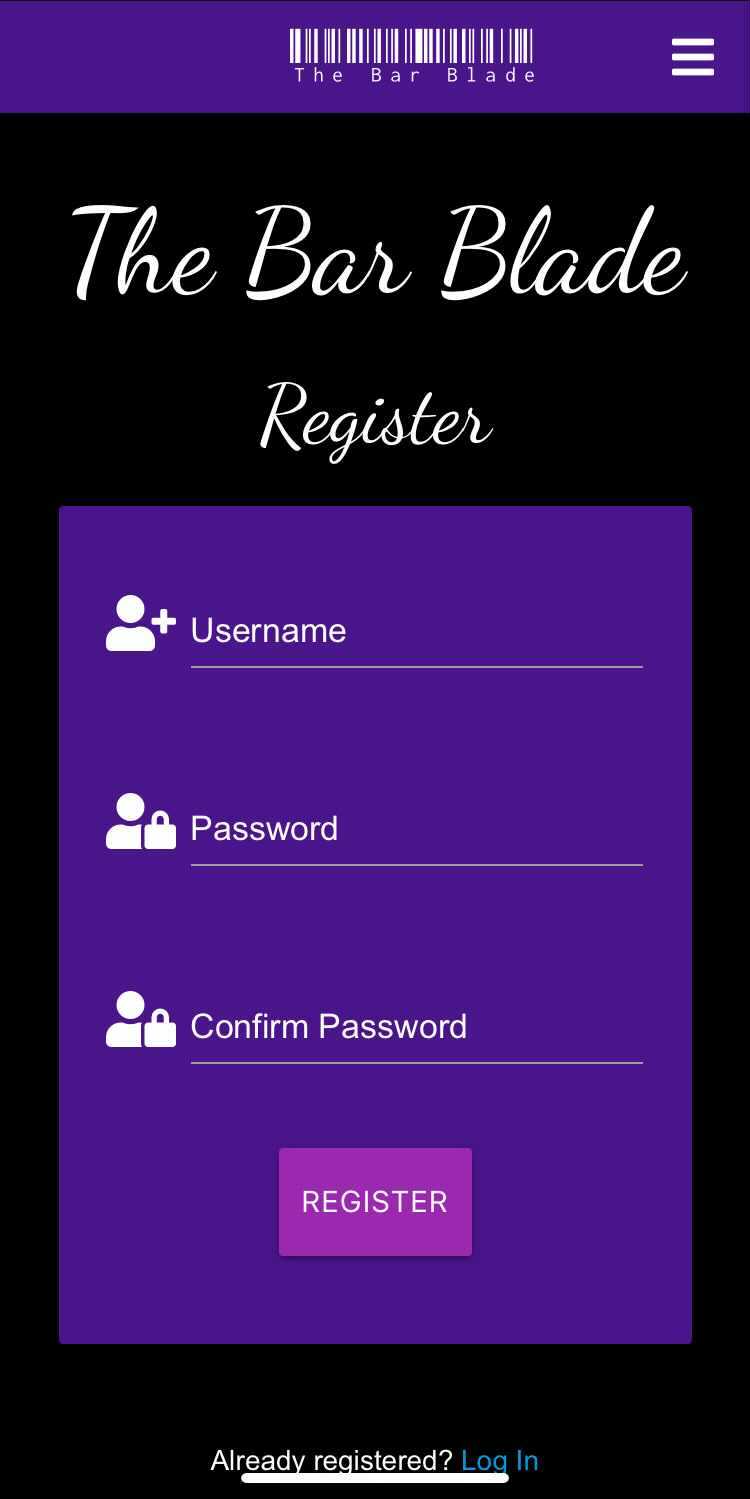 The Bar Blade
The Bar Blade
Register
Username
Password
Confirm Password
REGISTER
Already registered? Log In